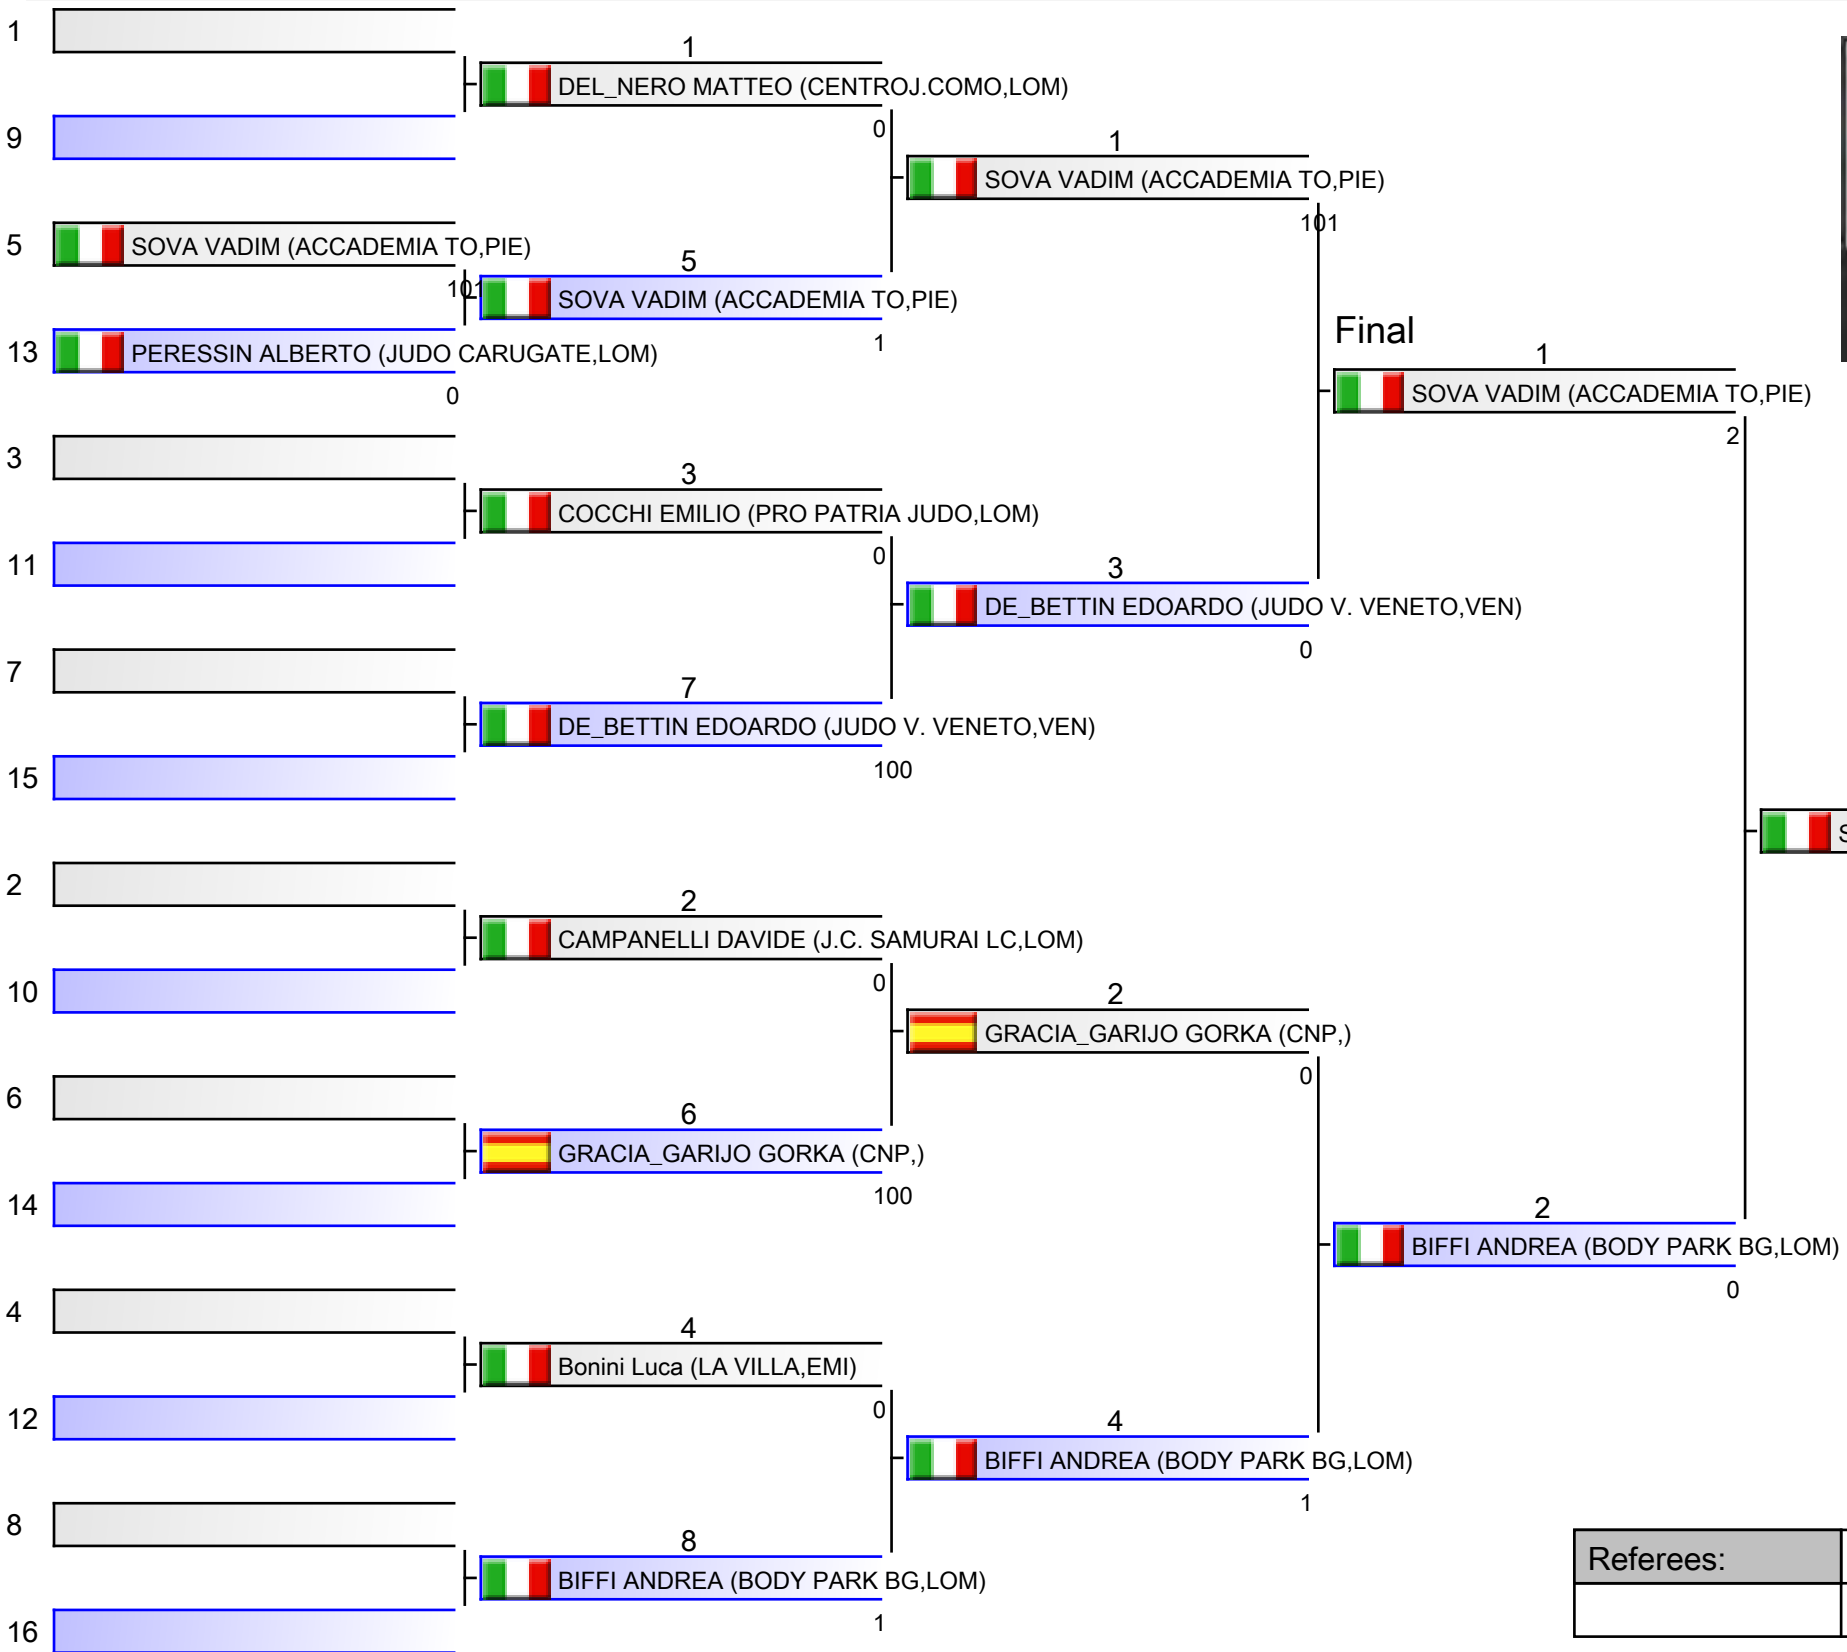 1
1
DEL_NERO MATTEO (CENTROJ.COMO,LOM)
0
9
1
SOVA VADIM (ACCADEMIA TO,PIE)
101
5
SOVA VADIM (ACCADEMIA TO,PIE)
101
5
SOVA VADIM (ACCADEMIA TO,PIE)
1
13
PERESSIN ALBERTO (JUDO CARUGATE,LOM)
0
Final
1
SOVA VADIM (ACCADEMIA TO,PIE)
2
3
3
COCCHI EMILIO (PRO PATRIA JUDO,LOM)
0
11
3
DE_BETTIN EDOARDO (JUDO V. VENETO,VEN)
0
7
7
DE_BETTIN EDOARDO (JUDO V. VENETO,VEN)
100
15
S
2
2
CAMPANELLI DAVIDE (J.C. SAMURAI LC,LOM)
0
10
2
GRACIA_GARIJO GORKA (CNP,)
0
6
6
GRACIA_GARIJO GORKA (CNP,)
100
14
2
BIFFI ANDREA (BODY PARK BG,LOM)
0
4
4
Bonini Luca (LA VILLA,EMI)
0
12
4
BIFFI ANDREA (BODY PARK BG,LOM)
1
8
8
BIFFI ANDREA (BODY PARK BG,LOM)
1
16
Referees: